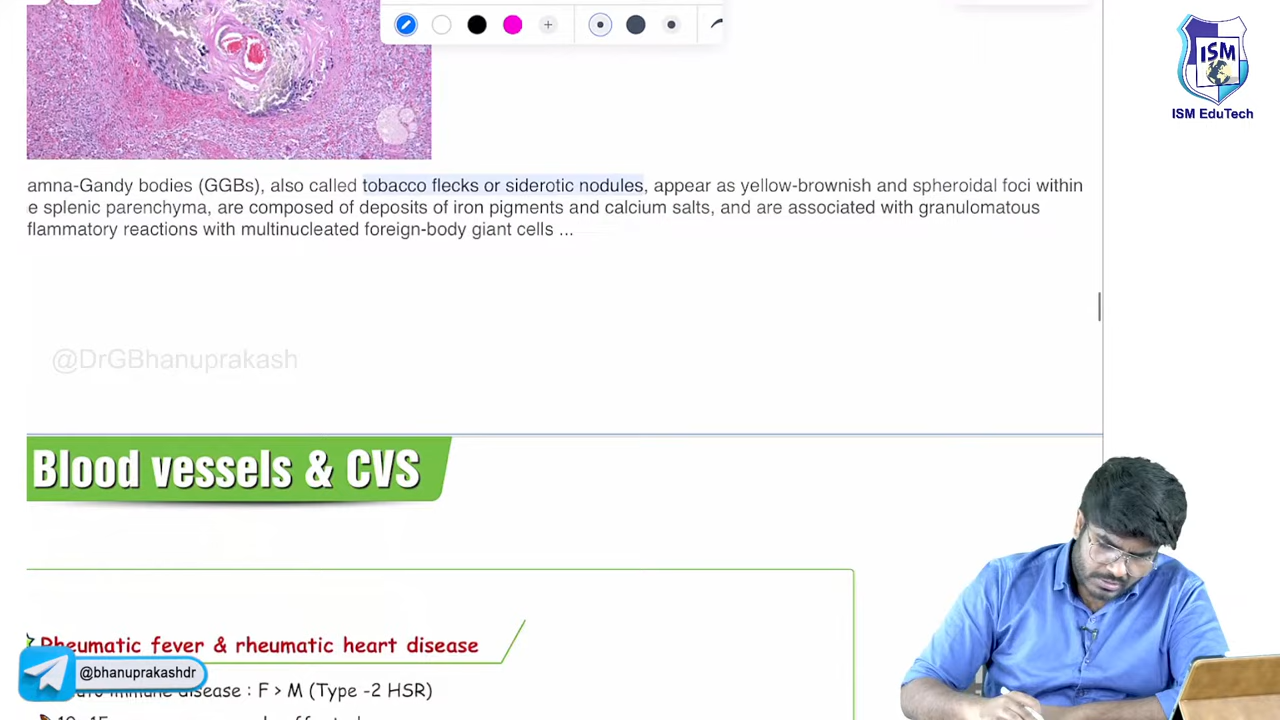 ISM
ISM EduTech
amna-Gandy bodies (GGBs), also called tobacco flecks or siderotic nodules, appear as yellow-brownish and spheroidal foci within
e splenic parenchyma, are composed of deposits of iron pigments and calcium salts, and are associated with granulomatous
flammatory reactions with multinucleated foreign-body giant cells ...
@DrGBhanuprakash
Blood vessels & CVS
Rheumatic fever & rheumatic heart disease
@bhanuprakashdr
immune disease : F > M (Type -2 HSR)